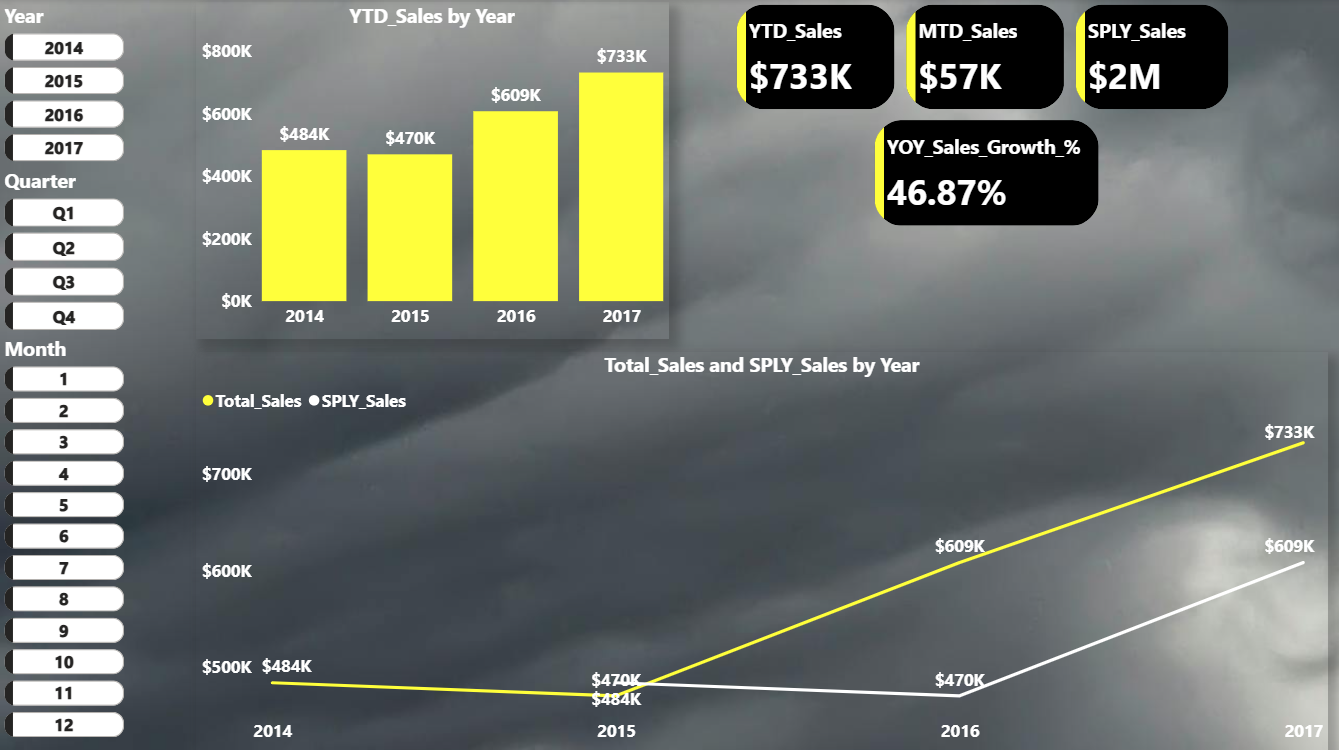 Year
2014
2015
2016
2017
Quarter
Q1
Q2
Q3
Q4
Month
1
2
3
4
5
6
7
8
9
10
11
12
YTD_Sales by Year
$800K
$600K
$400K
$200K
$0K
$484K
$470K
$609K
$733K
2014
2015
2016
2017
YTD_Sales
$733K
MTD_Sales
$57K
SPLY_Sales
$2M
YOY_Sales_Growth_%
46.87%
Total_Sales and SPLY_Sales by Year
Total_Sales SPLY_Sales
$700K
$600K
$500K
$484K
$470K
$484K
$609K
$470K
$733K
$609K
2014
2015
2016
2017